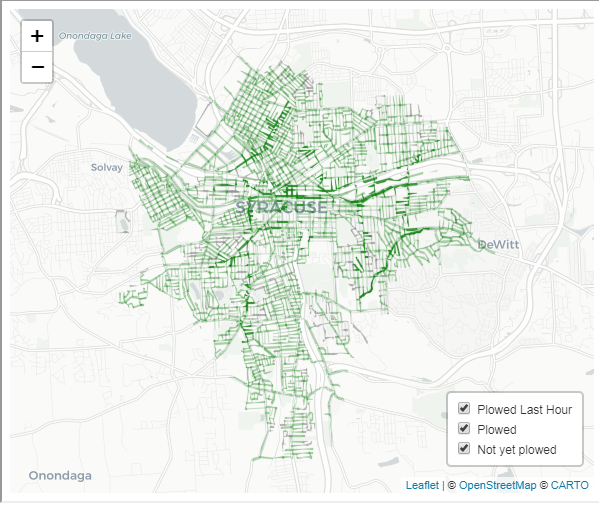 +
Onondaga Lake
−
Solvay
SYRACUSE
DeWitt
Plowed Last Hour
Plowed
Not yet plowed
Onondaga
Leaflet | © OpenStreetMap © CARTO